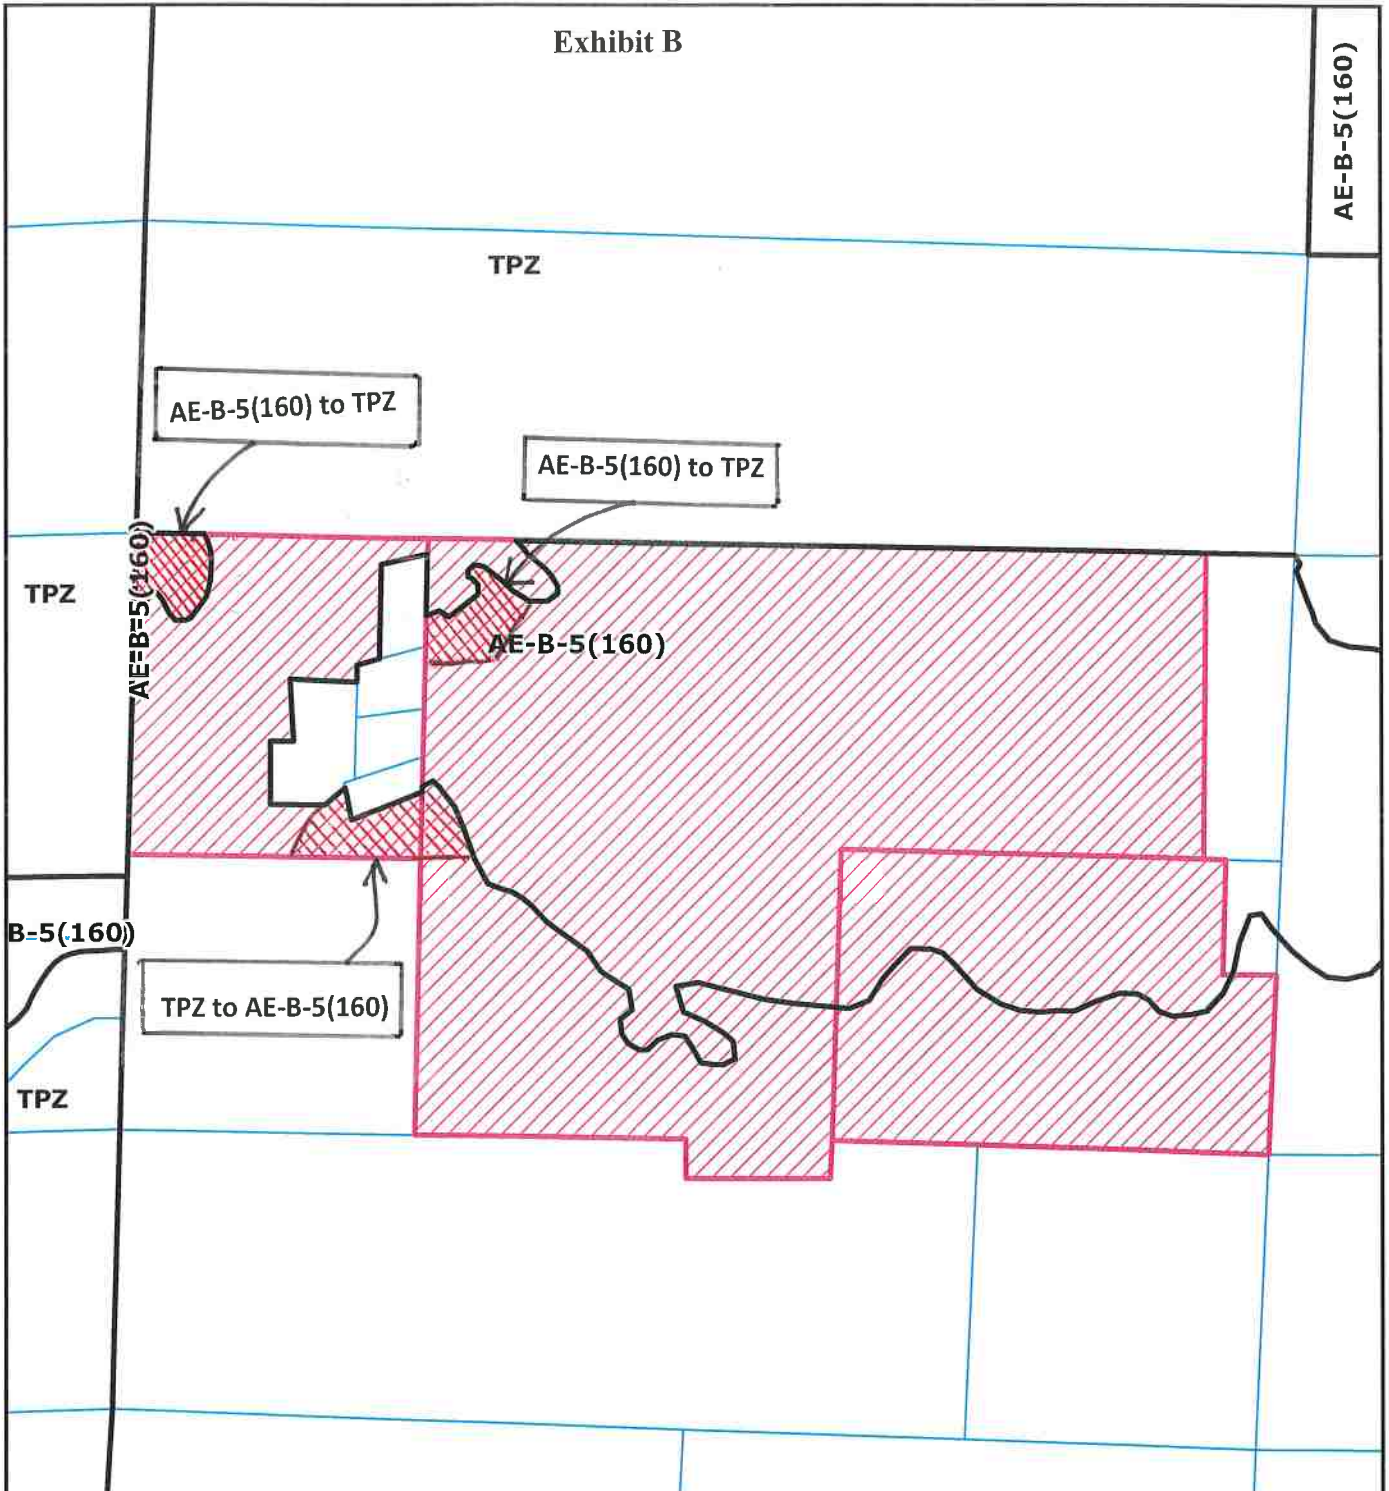 Exhibit B
AE-B-5(160)
TPZ
AE-B-5(160) to TPZ
AE-B-5(160) to TPZ
AE-B-5(160)
TPZ
AE-B-5(160)
B-5(160)
TPZ to AE-B-5(160)
TPZ